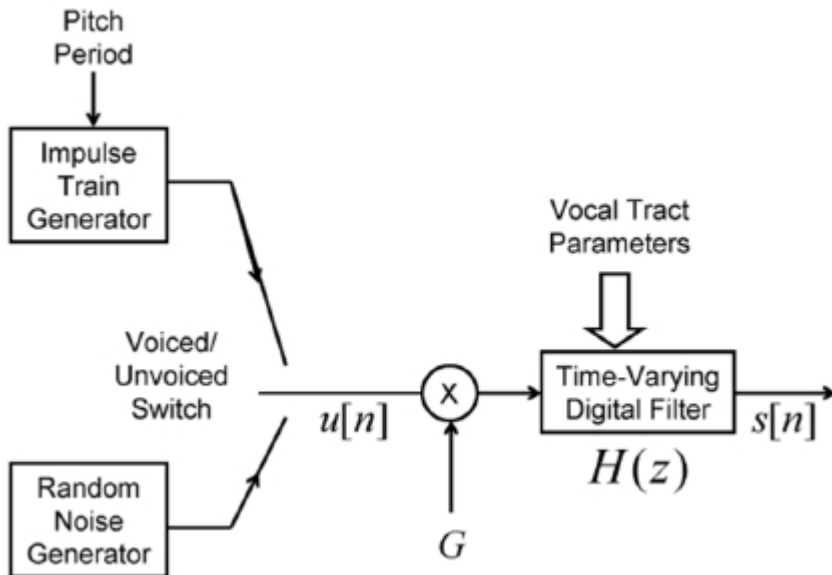 Pitch
Period
Impulse
Train
Generator
Vocal Tract
Parameters
Voiced/
Unvoiced
Switch
u[n]
X
Time-Varying
Digital Filter
s[n]
H(z)
Random
Noise
Generator
G